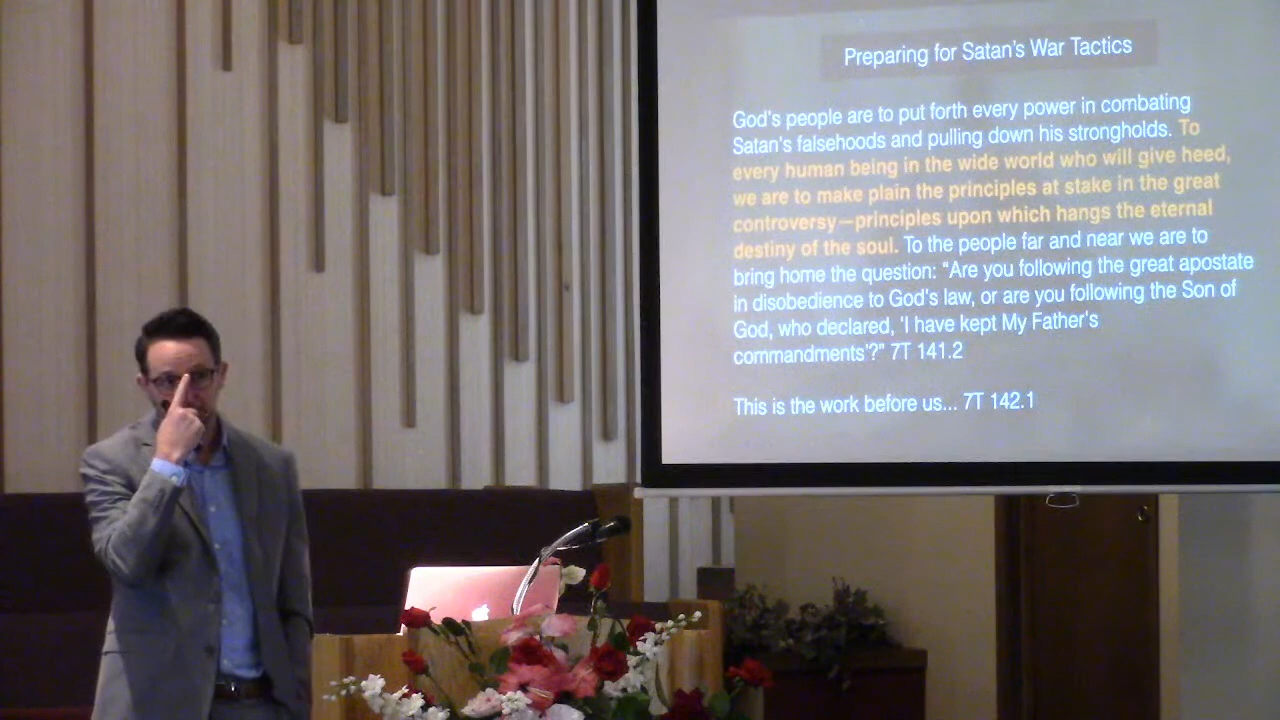 Preparing for Satan's War Tactics
God's people are to put forth every power in combating
Satan's falsehoods and pulling down his strongholds. To
every human being in the wide world who will give heed,
we are to make plain the principles at stake in the great
controversy—principles upon which hangs the eternal
destiny of the soul. To the people far and near we are to
bring home the question: “Are you following the great apostate
in disobedience to God's law, or are you following the Son of
God, who declared, ‘I have kept My Father's
commandments’?” 7T 141.2
This is the work before us... 7T 142.1